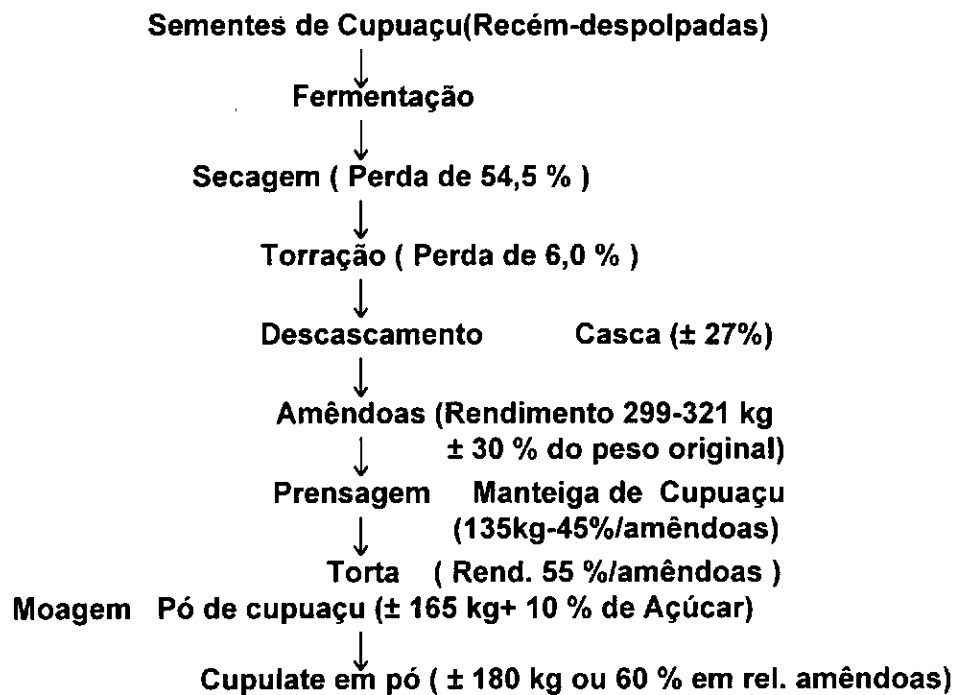 Sementes de Cupuaçu(Recém-despolpadas)
Fermentação
Secagem ( Perda de 54,5 % )
Torração ( Perda de 6,0 % )
Descascamento Casca (± 27%)
Amêndoas (Rendimento 299-321 kg
± 30 % do peso original)
Prensagem Manteiga de Cupuaçu
(135kg-45%/amêndoas)
Torta ( Rend. 55 %/amêndoas )
Moagem Pó de cupuaçu (± 165 kg+ 10 % de Açúcar)
Cupulate em pó ( ± 180 kg ou 60 % em rel. amêndoas)